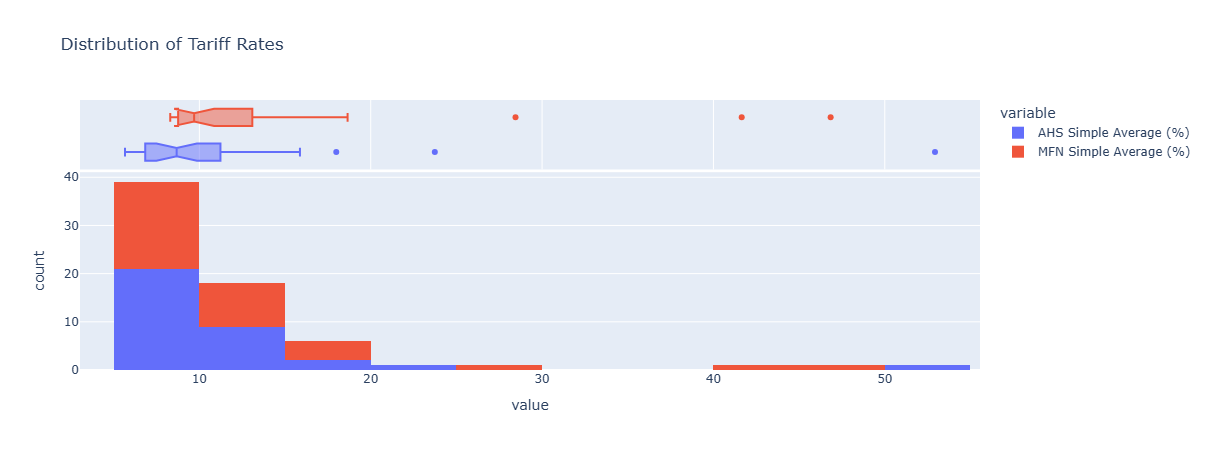 Distribution of Tariff Rates
variable
AHS Simple Average (%)
MFN Simple Average (%)
40
30
20
10
0
count
10
20
30
40
50
value